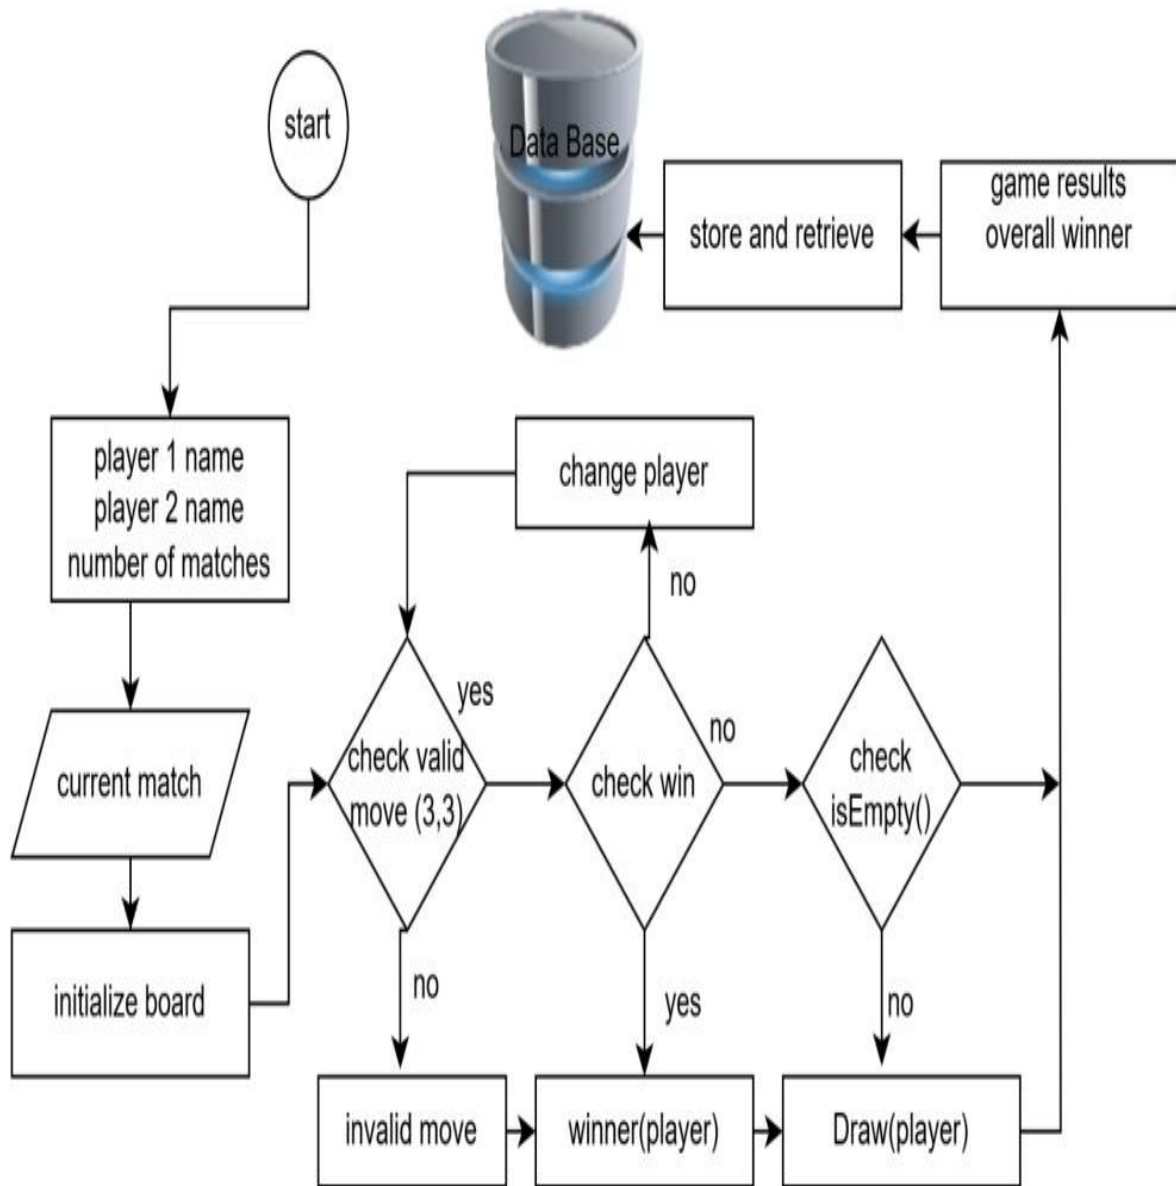 start
Data Base
store and retrieve
game results
overall winner
player 1 name
player 2 name
number of matches
change player
no
yes
no
current match
check valid
move (3,3)
check win
check
isEmpty()
no
yes
no
initialize board
invalid move
winner(player)
Draw(player)